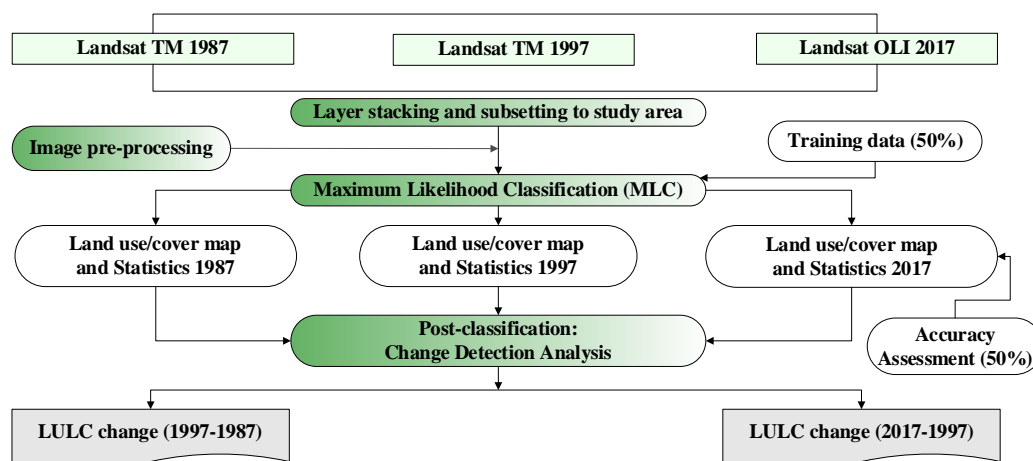 Landsat TM 1987
Landsat TM 1997
Landsat OLI 2017
Layer stacking and subsetting to study area
Image pre-processing
Training data (50%)
Maximum Likelihood Classification (MLC)
Land use/cover map
and Statistics 1987
Land use/cover map
and Statistics 1997
Land use/cover map
and Statistics 2017
Post-classification:
Change Detection Analysis
Accuracy
Assessment (50%)
LULC change (1997-1987)
LULC change (2017-1997)